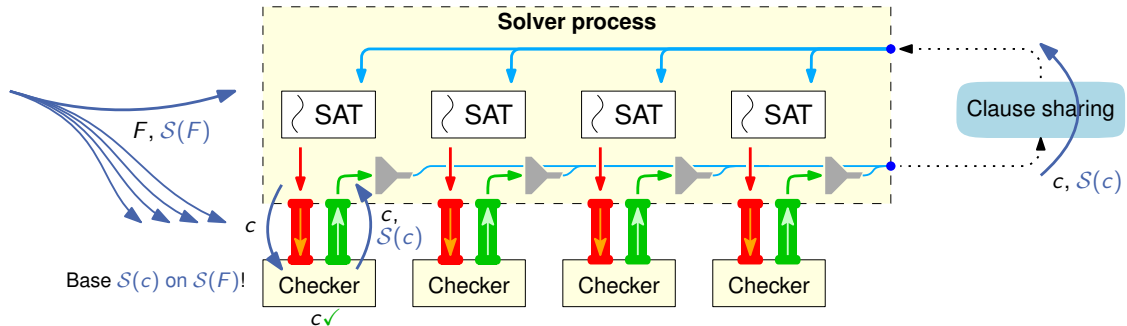 Solver process
SAT
SAT
SAT
SAT
Clause sharing
F, S(F)
c, S(c)
c
c,
S(c)
Base S(c) on S(F)!
Checker
Checker
Checker
Checker
c✓